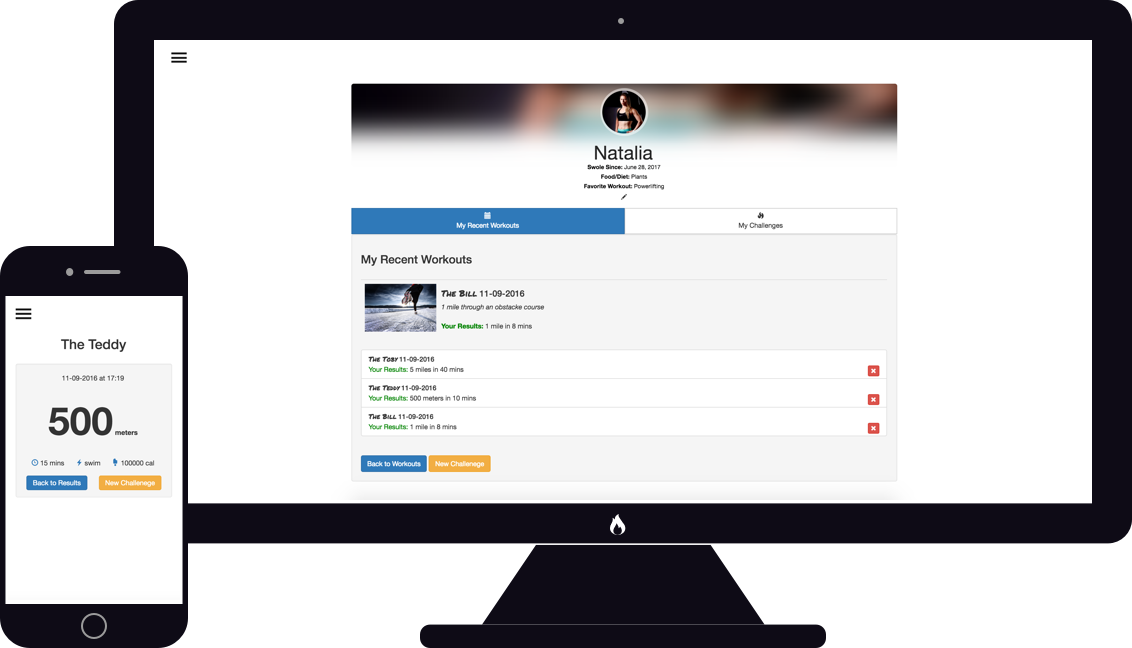 Natalia
Swole Since: June 28, 2017
Food/Diet: Plants
Favorite Workout: Powerlifting
My Recent Workouts
My Challenges
My Recent Workouts
The Bill 11-09-2016
1 mile through an obstacke course
Your Results: 1 mile in 8 mins
The Toby 11-09-2016
Your Results: 5 miles in 40 mins
The Teddy 11-09-2016
Your Results: 500 meters in 10 mins
The Bill 11-09-2016
Your Results: 1 mile in 8 mins
Back to Workouts
New Challenege
The Teddy
11-09-2016 at 17:19
500 meters
15 mins swim 100000 cal
Back to Results
New Challenege